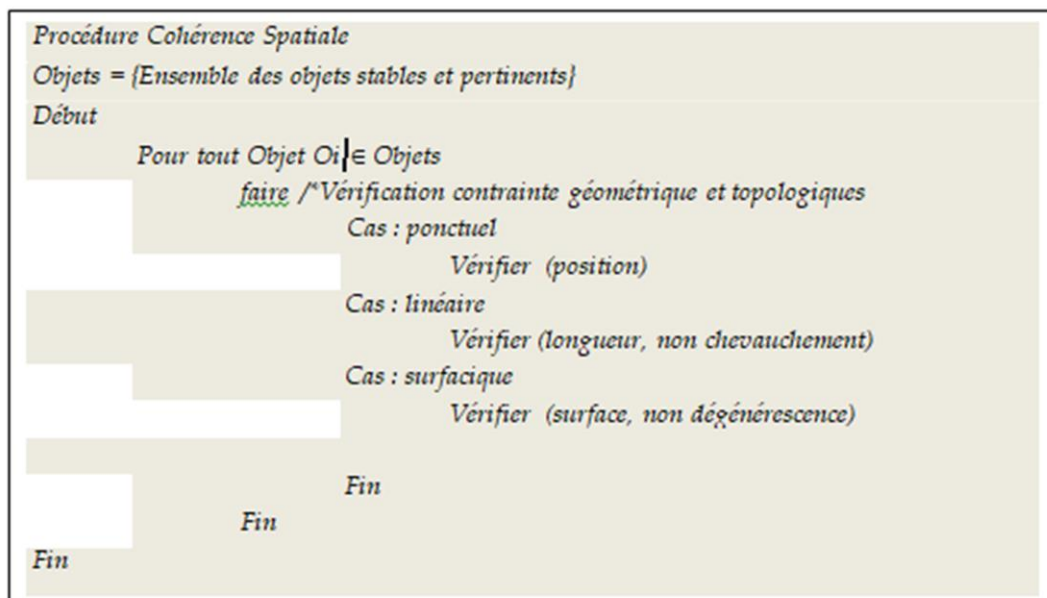 Procédure Cohérence Spatiale
Objets = {Ensemble des objets stables et pertinents}
Début
Pour tout Objet Oi ∈ Objets
faire /*Vérification contrainte géométrique et topologiques
Cas : ponctuel
Vérifier (position)
Cas : linéaire
Vérifier (longueur, non chevauchement)
Cas : surfacique
Vérifier (surface, non dégénérescence)
Fin
Fin
Fin